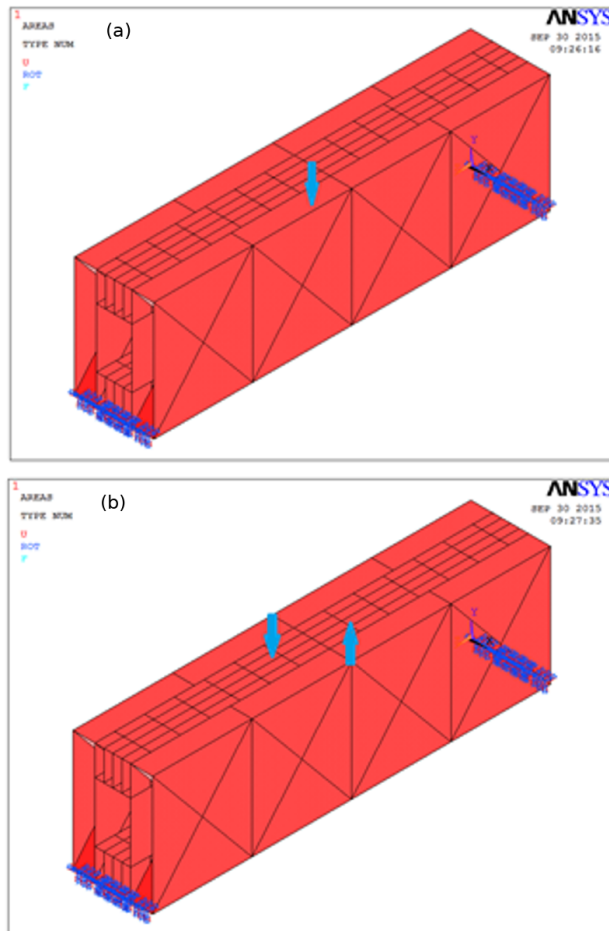 1
AREAS
TYPE NUM
U
ROT
F
(a)
ANSYS
SEP 30 2015
09:26:16
Y
X
1
AREAS
TYPE NUM
U
ROT
F
(b)
ANSYS
SEP 30 2015
09:27:35
Y
X